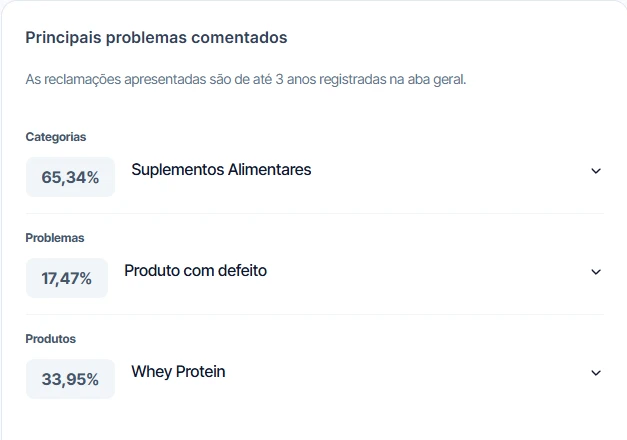 Principais problemas comentados
As reclamações apresentadas são de até 3 anos registradas na aba geral.
Categorias
65,34% Suplementos Alimentares
Problemas
17,47% Produto com defeito
Produtos
33,95% Whey Protein